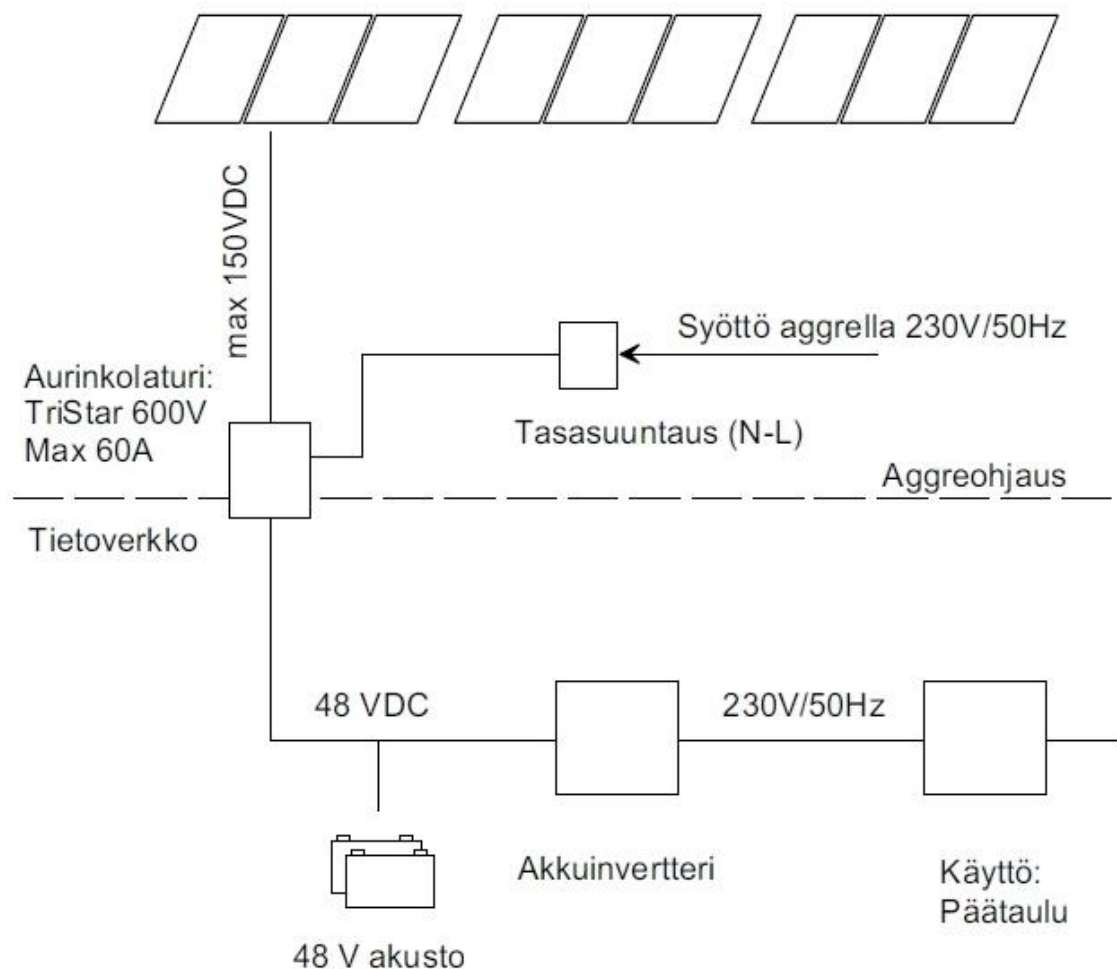 max 150VDC
Syöttö aggrella 230V/50Hz
Aurinkolaturi:
TriStar 600V
Max 60A
Tasasuuntaus (N-L)
Aggreohjaus
Tietoverkko
48 VDC
230V/50Hz
Akkuinvertteri
Käyttö:
Päätaulu
48 V akusto